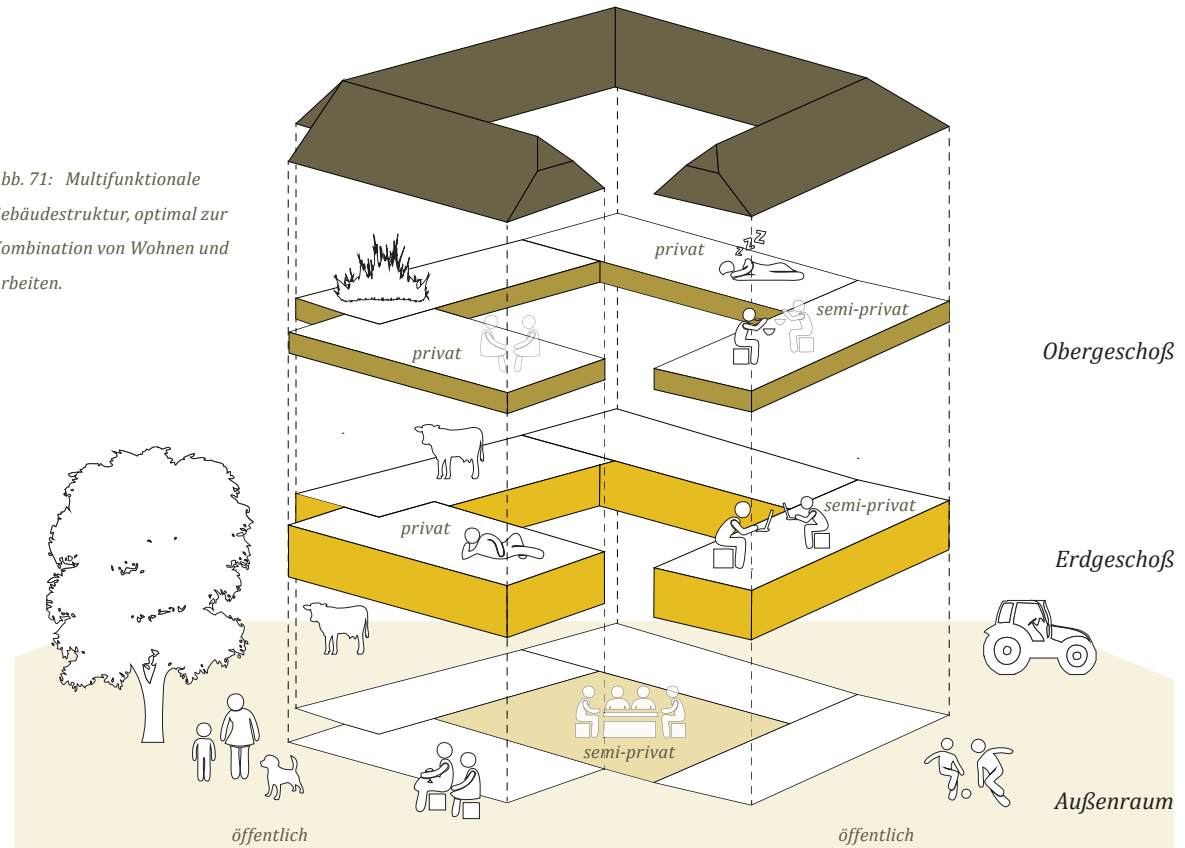 bb. 71: Multifunktionale
ebäudestruktur, optimal zur
ombination von Wohnen und
rbeiten.
zzz
privat
semi-privat
privat
Obergeschoß
semi-privat
privat
Erdgeschoß
semi-privat
Außenraum
öffentlich
öffentlich